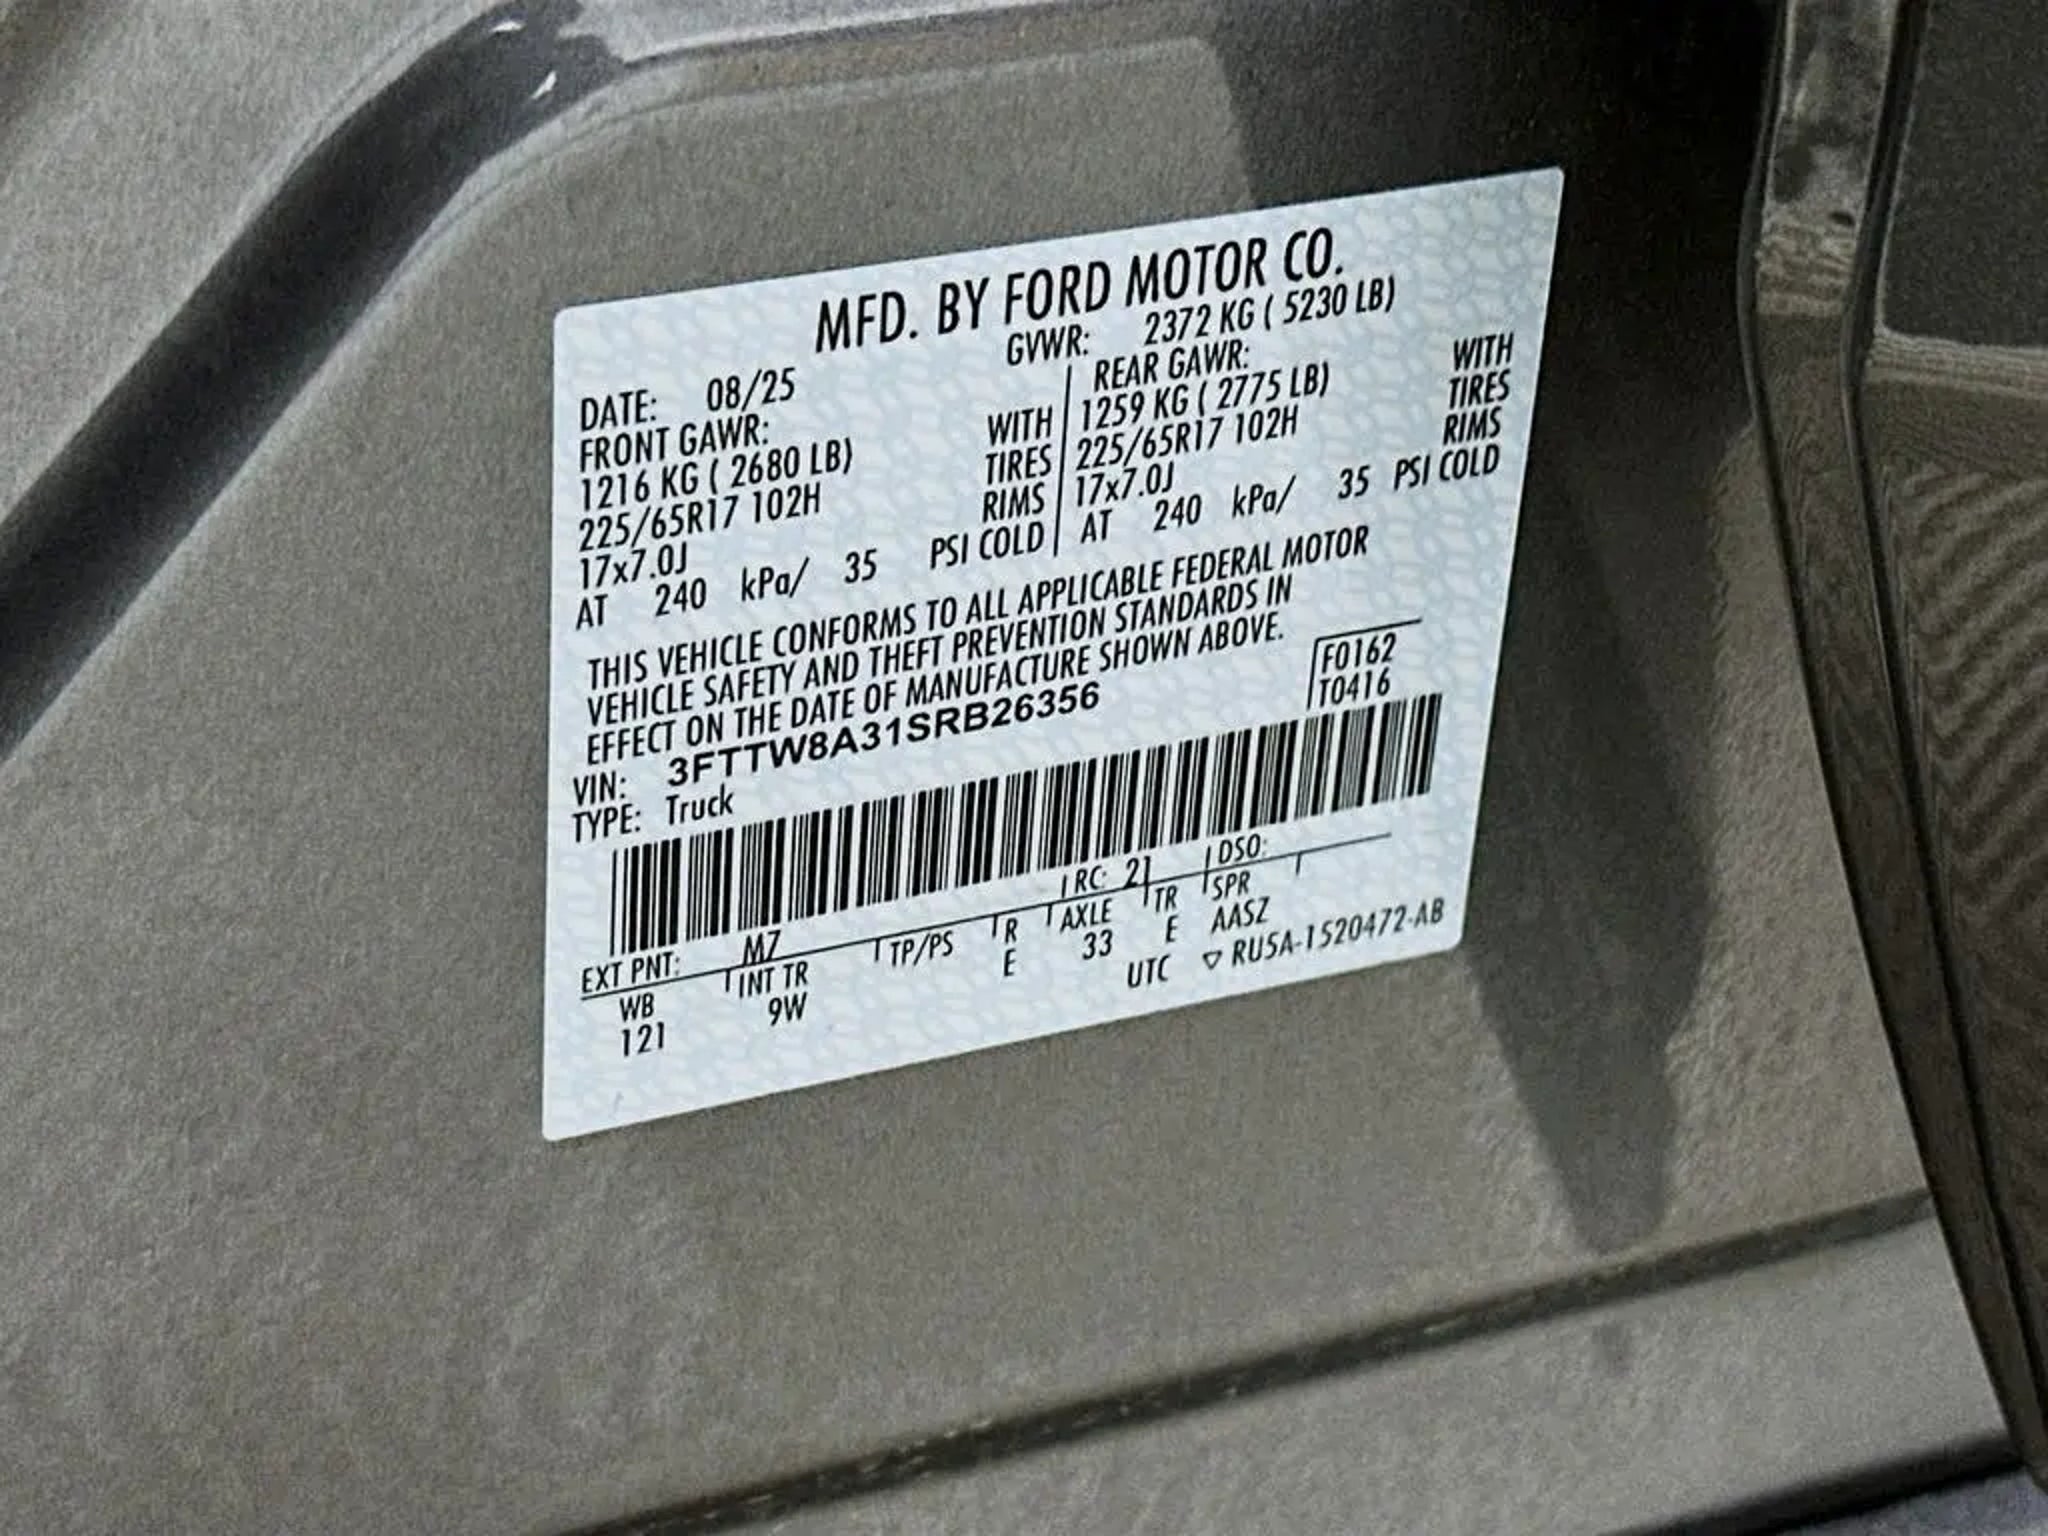 MFD. BY FORD MOTOR CO.
DATE: 08/25 GVWR: 2372 KG ( 5230 LB)
FRONT GAWR: WITH REAR GAWR: WITH
1216 KG ( 2680 LB) TIRES 1259 KG ( 2775 LB) TIRES
225/65R17 102H RIMS 225/65R17 102H RIMS
17x7.0J 17x7.0J
AT 240 kPa/ 35 PSI COLD AT 240 kPa/ 35 PSI COLD
THIS VEHICLE CONFORMS TO ALL APPLICABLE FEDERAL MOTOR
VEHICLE SAFETY AND THEFT PREVENTION STANDARDS IN
EFFECT ON THE DATE OF MANUFACTURE SHOWN ABOVE.
VIN: 3FTTW8A31SRB26356
TYPE: Truck
F0162
T0416
EXT PNT: M7 RC: 21 DSO:
WB INT TR TP/PS R AXLE TR SPR
121 9W E 33 E AASZ
UTC ▽ RU5A-1520472-AB